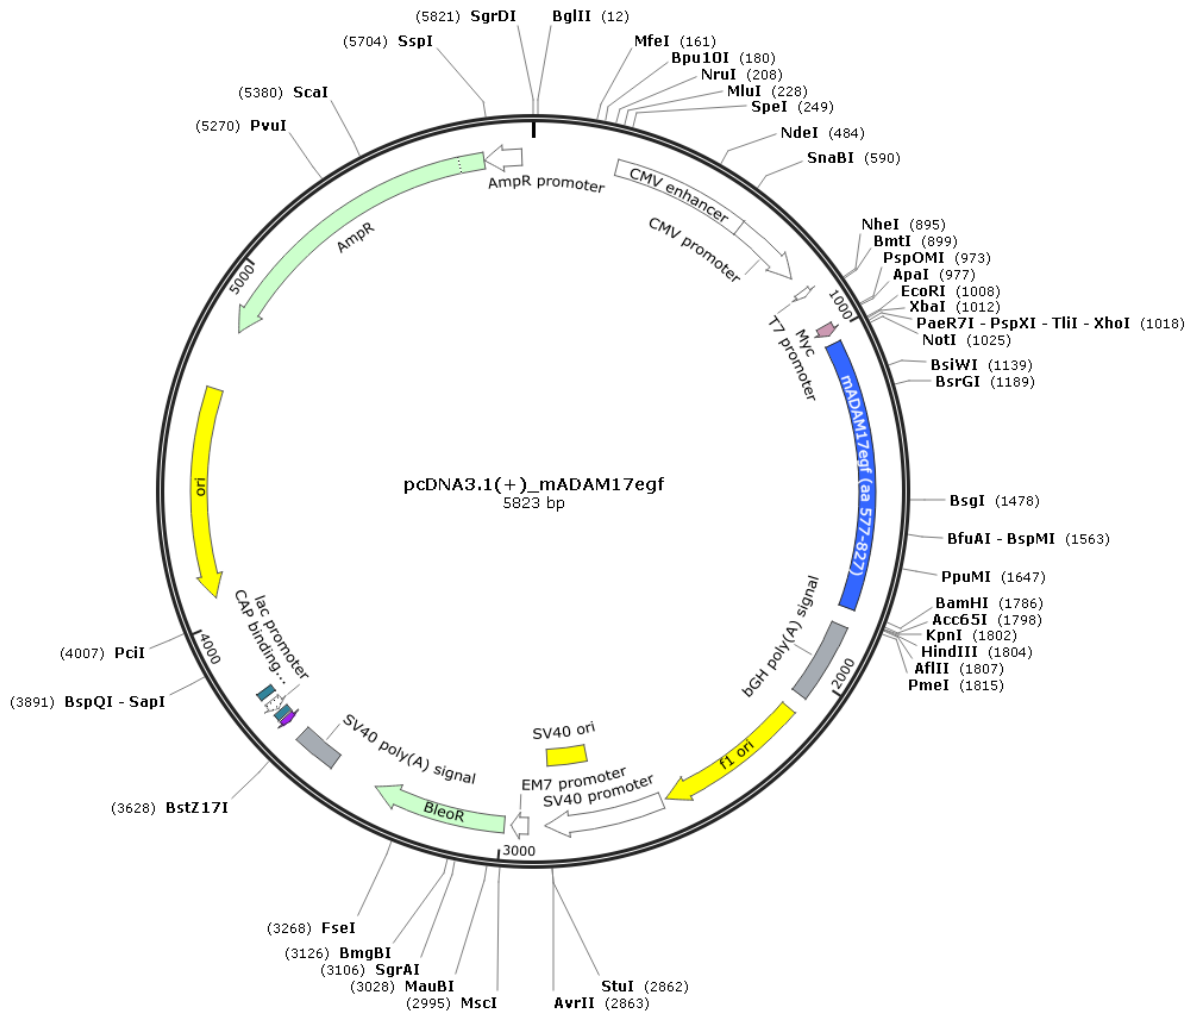 (5821) SgrDI
BglII (12)
(5704) SspI
MfeI (161)
Bpu10I (180)
NruI (208)
MluI (228)
SpeI (249)
(5380) ScaI
(5270) PvuI
NdeI (484)
SnaBI (590)
AmpR promoter
CMV enhancer
AmpR
CMV promoter
NheI (895)
BmtI (899)
PspOMI (973)
ApaI (977)
EcoRI (1008)
XbaI (1012)
PaeR7I - PspXI - TliI - XhoI (1018)
NotI (1025)
BsiWI (1139)
BsrGI (1189)
5000
1000
T7 promoter
Myc
mADAM17egf (aa 577-827)
pcDNA3.1(+)_mADAM17egf
5823 bp
ori
BsgI (1478)
BfuAI - BspMI (1563)
PpuMI (1647)
BamHI (1786)
Acc65I (1798)
KpnI (1802)
HindIII (1804)
AflII (1807)
PmeI (1815)
bGH poly(A) signal
2000
(4007) PciI
4000
(3891) BspQI - SapI
lac promoter
CAP binding...
SV40 poly(A) signal
SV40 ori
f1 ori
EM7 promoter
SV40 promoter
BleoR
3000
(3628) BstZ17I
(3268) FseI
(3126) BmgBI
(3106) SgrAI
(3028) MauBI
(2995) MscI
StuI (2862)
AvrII (2863)